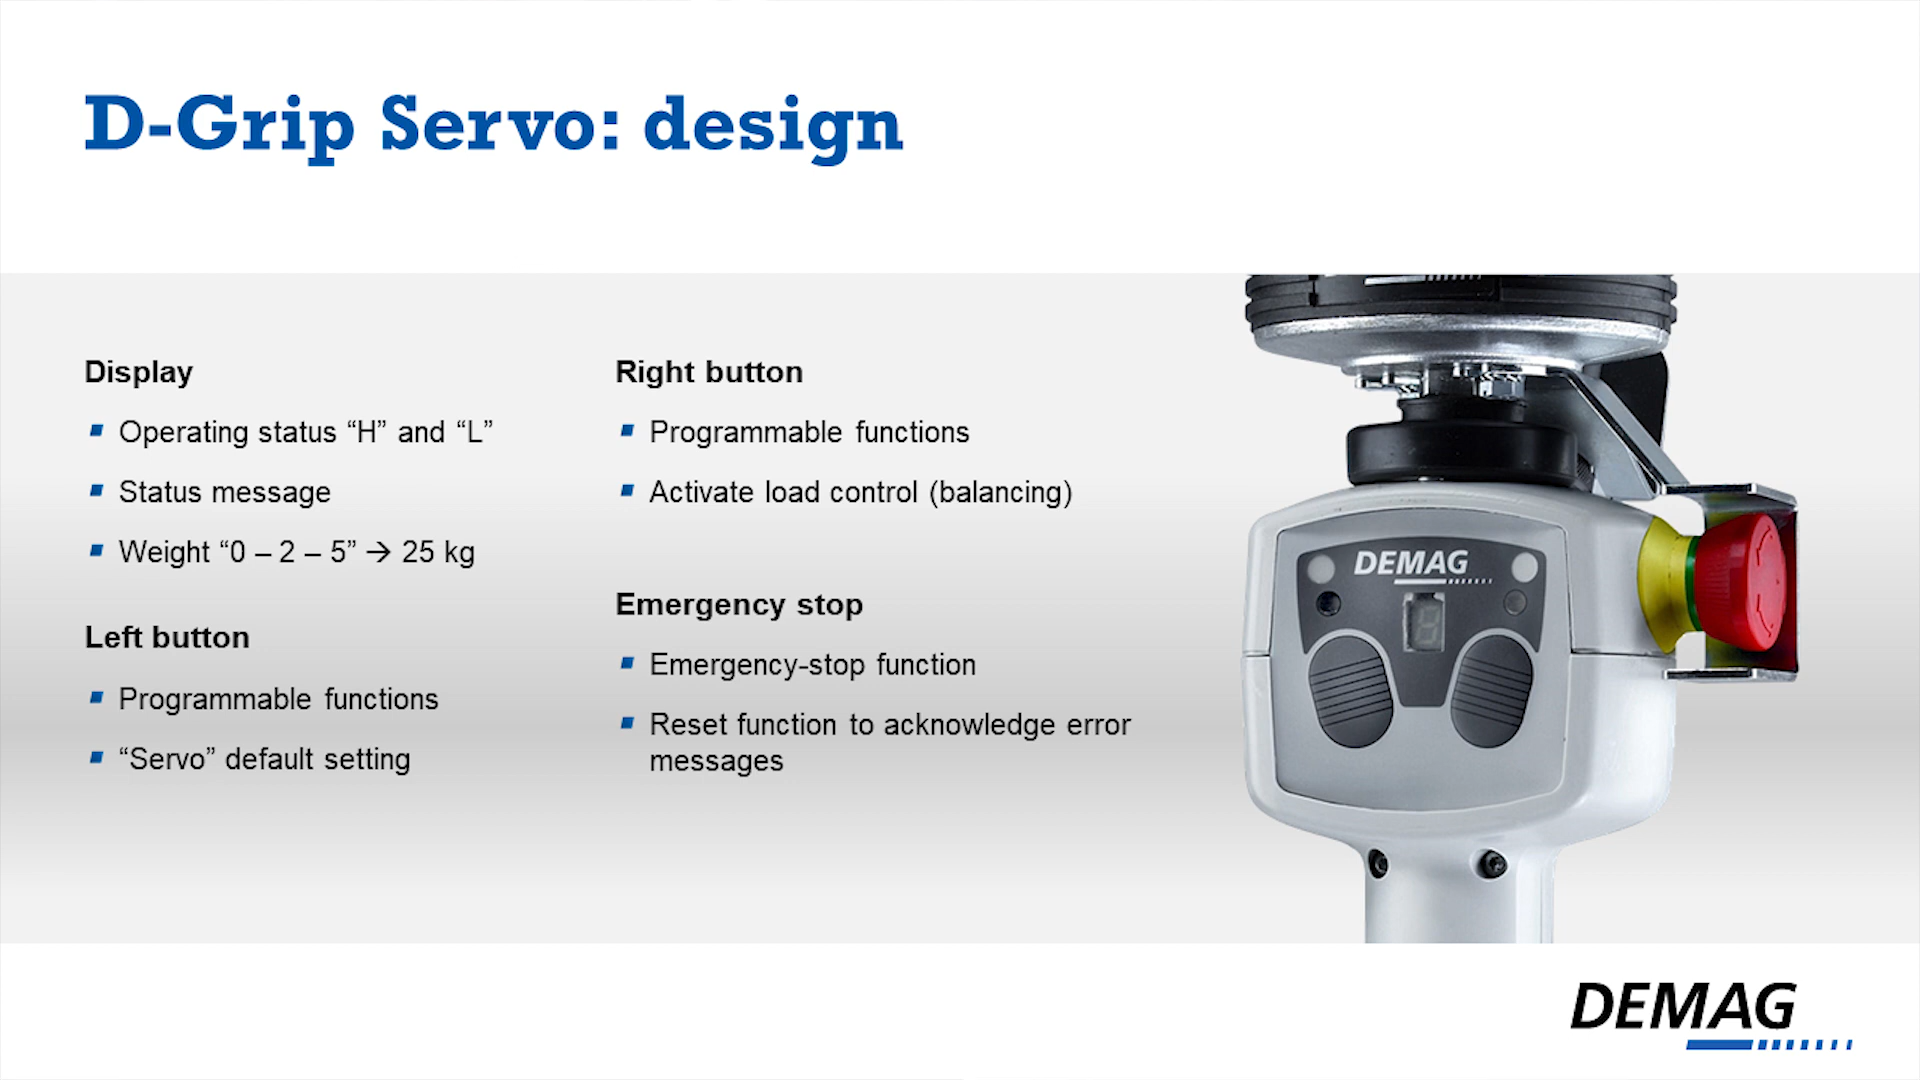 D-Grip Servo: design
Display
Operating status “H” and “L”
Status message
Weight “0 – 2 – 5” → 25 kg
Left button
Programmable functions
“Servo” default setting
Right button
Programmable functions
Activate load control (balancing)
Emergency stop
Emergency-stop function
Reset function to acknowledge error
messages
DEMAG
DEMAG